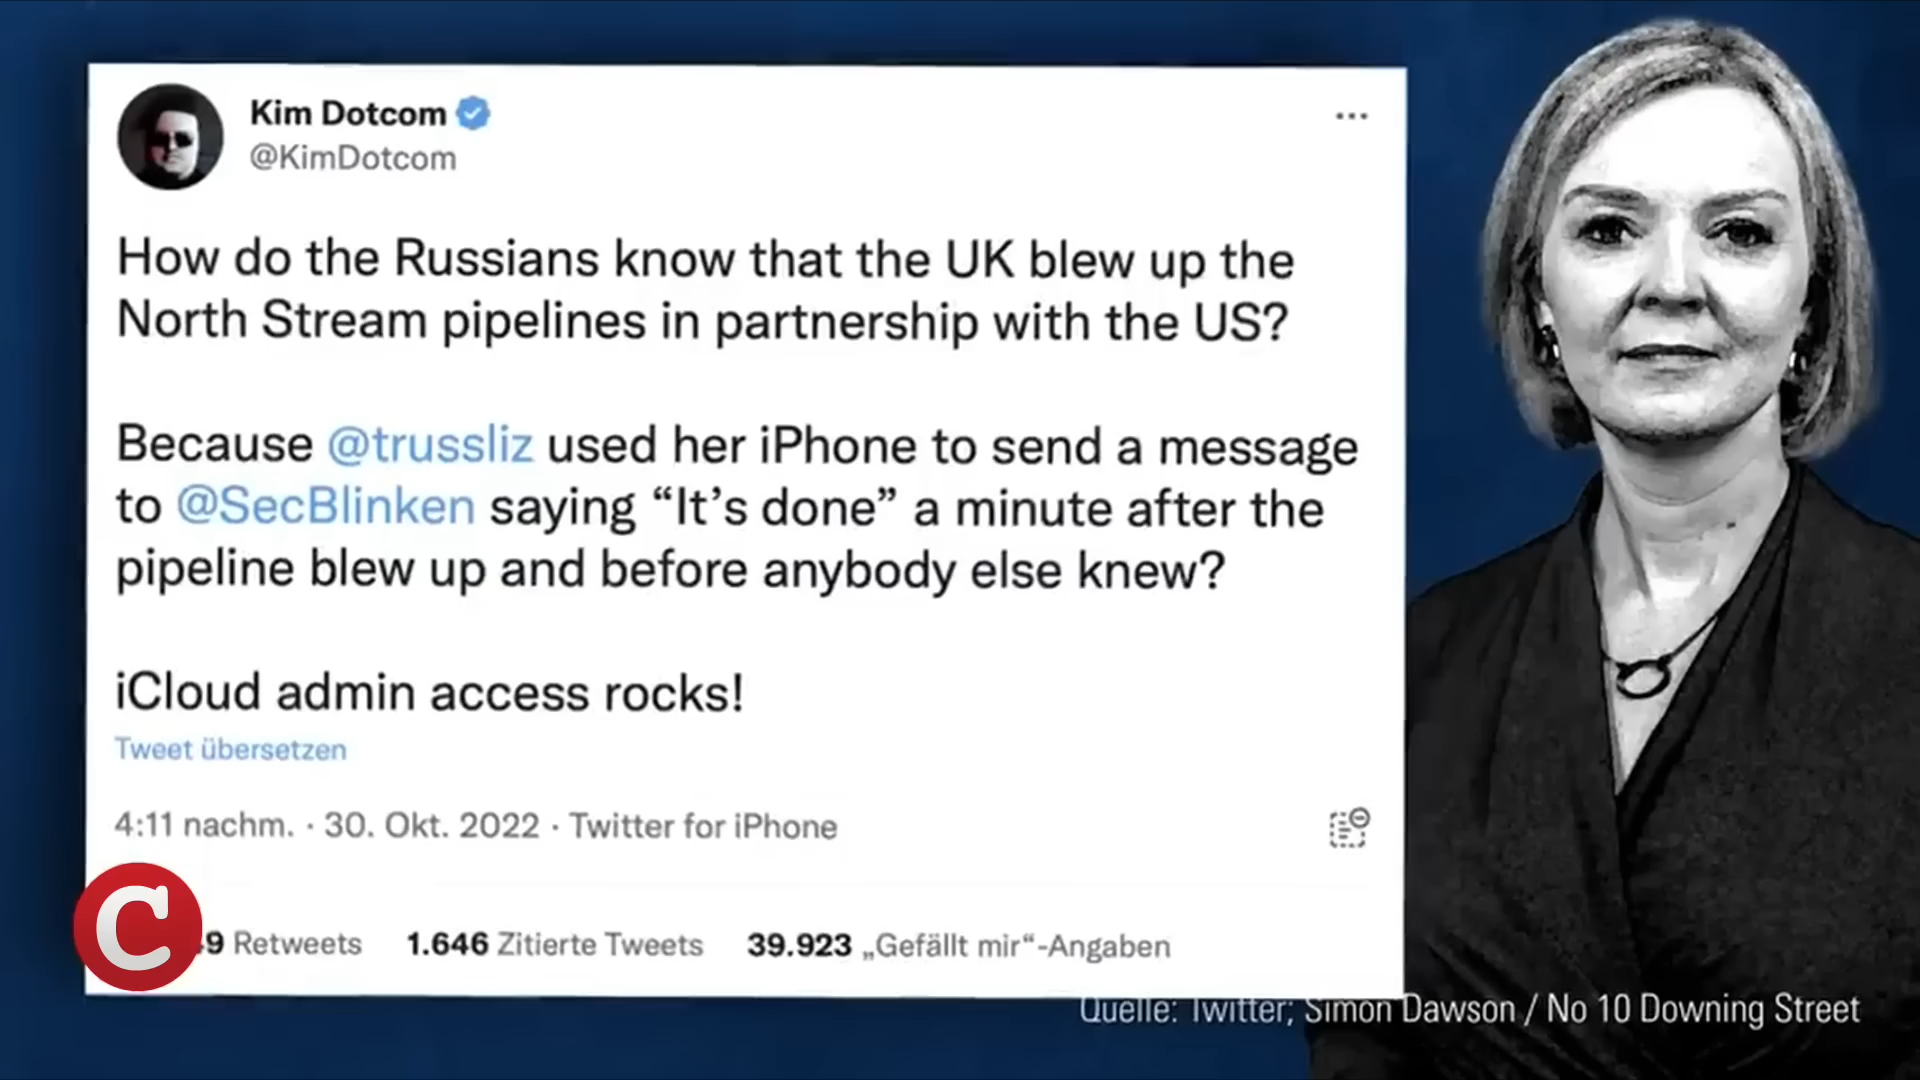 Kim Dotcom
@KimDotcom
How do the Russians know that the UK blew up the
North Stream pipelines in partnership with the US?
Because @trussliz used her iPhone to send a message
to @SecBlinken saying “It’s done” a minute after the
pipeline blew up and before anybody else knew?
iCloud admin access rocks!
Tweet übersetzen
4:11 nachm. · 30. Okt. 2022 · Twitter for iPhone
C
9 Retweets 1.646 Zitierte Tweets 39.923 „Gefällt mir“-Angaben
Quelle: Twitter; Simon Dawson / No 10 Downing Street